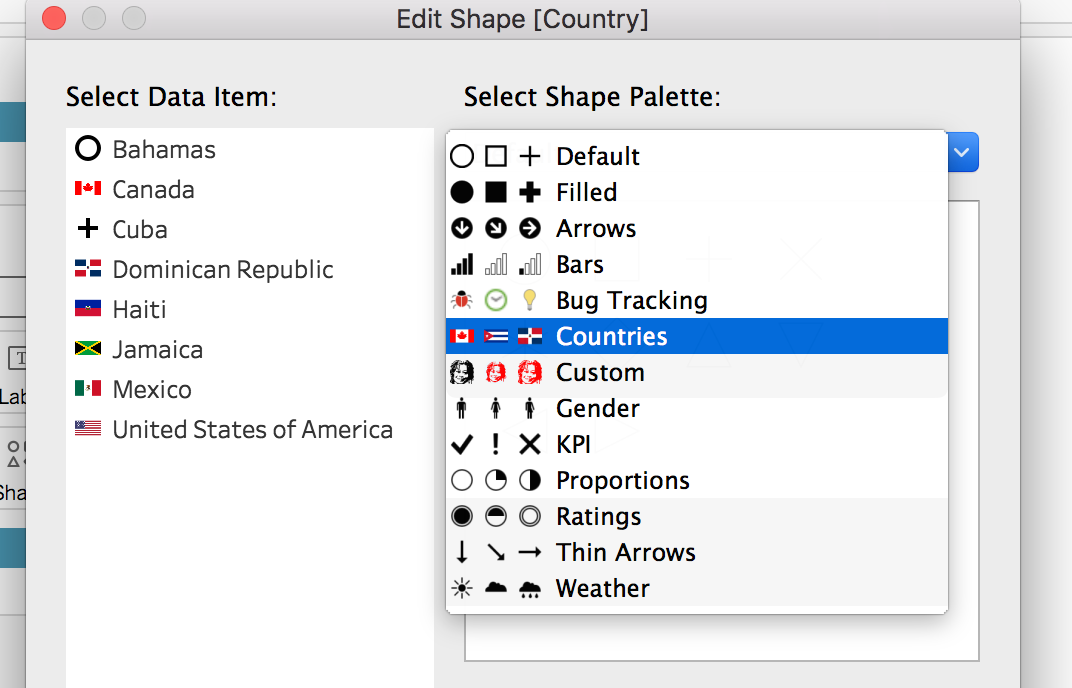 Edit Shape [Country]
Select Data Item:
Select Shape Palette:
Bahamas
Canada
Cuba
Dominican Republic
Haiti
Jamaica
Mexico
United States of America
Default
Filled
Arrows
Bars
Bug Tracking
Countries
Custom
Gender
KPI
Proportions
Ratings
Thin Arrows
Weather
T
Lab
Sha